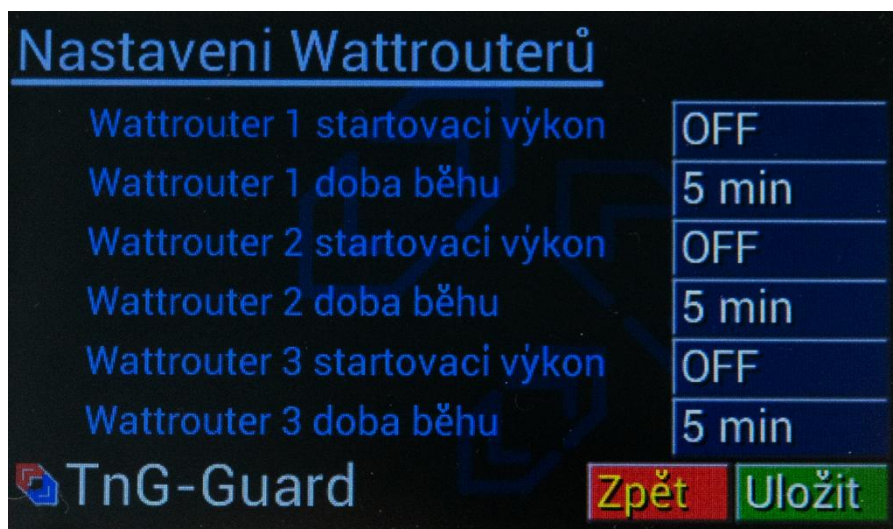 Nastaveni Wattrouterů
Wattrouter 1 startovaci výkon OFF
Wattrouter 1 doba běhu 5 min
Wattrouter 2 startovaci výkon OFF
Wattrouter 2 doba běhu 5 min
Wattrouter 3 startovaci výkon OFF
Wattrouter 3 doba běhu 5 min
TnG-Guard Zpět Uložit